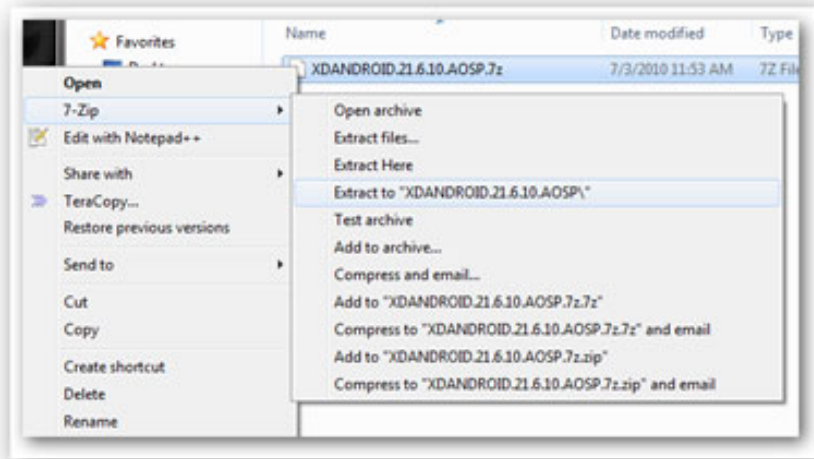 Name
Date modified
Type
Favorites
XDANDROID.21.6.10.AOSP.7z
7/3/2010 11:53 AM
7Z File
Open
7-Zip
Edit with Notepad++
Share with
TeraCopy...
Restore previous versions
Send to
Cut
Copy
Create shortcut
Delete
Rename
Open archive
Extract files...
Extract Here
Extract to "XDANDROID.21.6.10.AOSP\"
Test archive
Add to archive...
Compress and email...
Add to "XDANDROID.21.6.10.AOSP.7z.7z"
Compress to "XDANDROID.21.6.10.AOSP.7z.7z" and email
Add to "XDANDROID.21.6.10.AOSP.7z.zip"
Compress to "XDANDROID.21.6.10.AOSP.7z.zip" and email